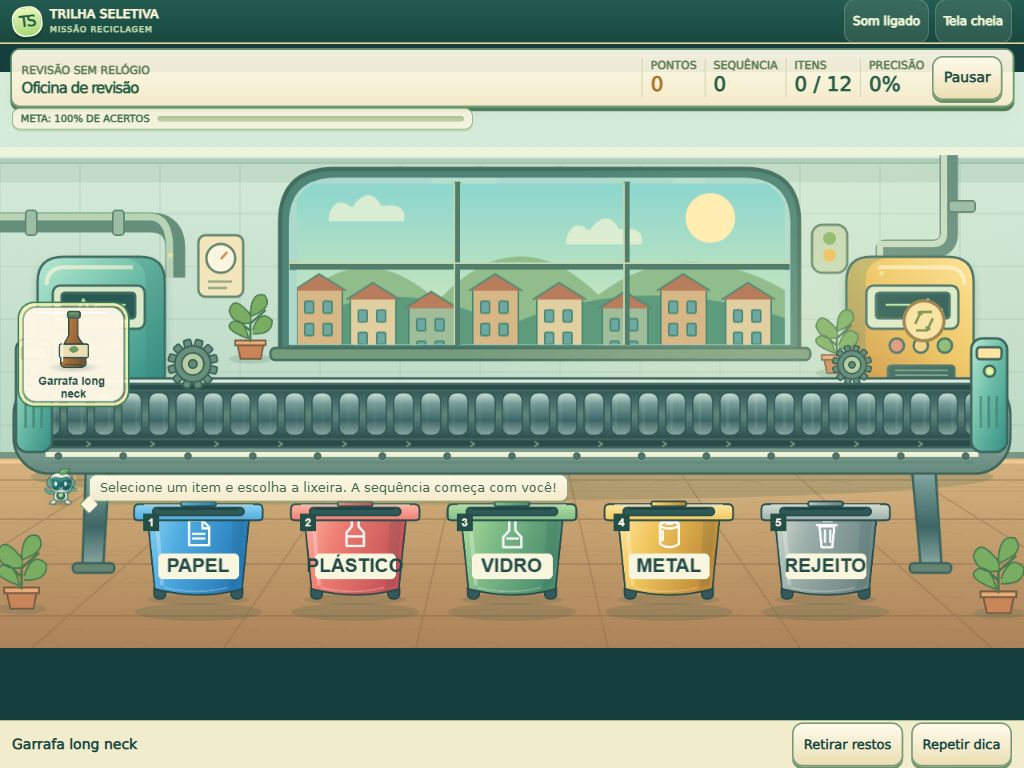 TS
TRILHA SELETIVA
MISSÃO RECICLAGEM
Som ligado
Tela cheia
REVISÃO SEM RELÓGIO
Oficina de revisão
PONTOS
0
SEQUÊNCIA
0
ITENS
0 / 12
PRECISÃO
0%
Pausar
META: 100% DE ACERTOS
Garrafa long
neck
Selecione um item e escolha a lixeira. A sequência começa com você!
1
PAPEL
2
PLÁSTICO
3
VIDRO
4
METAL
5
REJEITO
Garrafa long neck
Retirar restos
Repetir dica